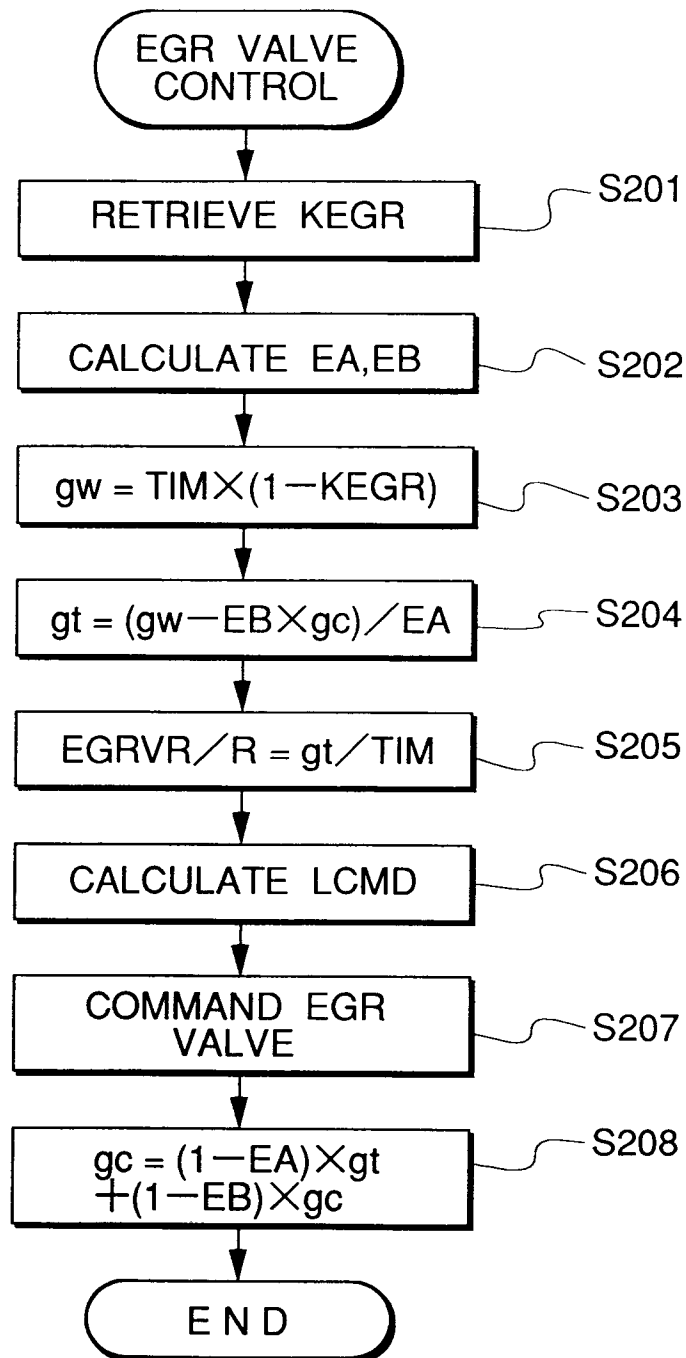 EGR VALVE
CONTROL
RETRIEVE KEGR
S201
CALCULATE EA,EB
S202
gw = TIM×(1−KEGR)
S203
gt = (gw−EB×gc)／EA
S204
EGRVR／R = gt／TIM
S205
CALCULATE LCMD
S206
COMMAND EGR
VALVE
S207
gc = (1−EA)×gt
+(1−EB)×gc
S208
END